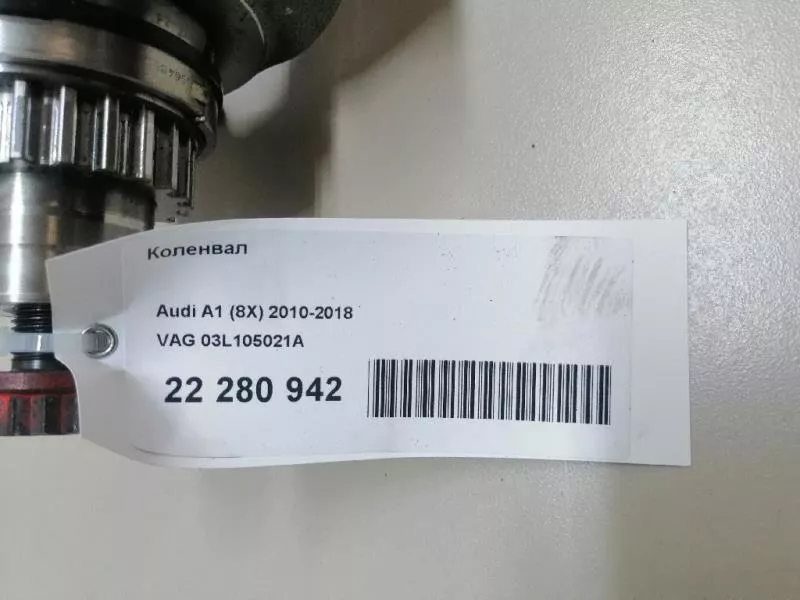 Коленвал
Audi A1 (8X) 2010-2018
VAG 03L105021A
22 280 942